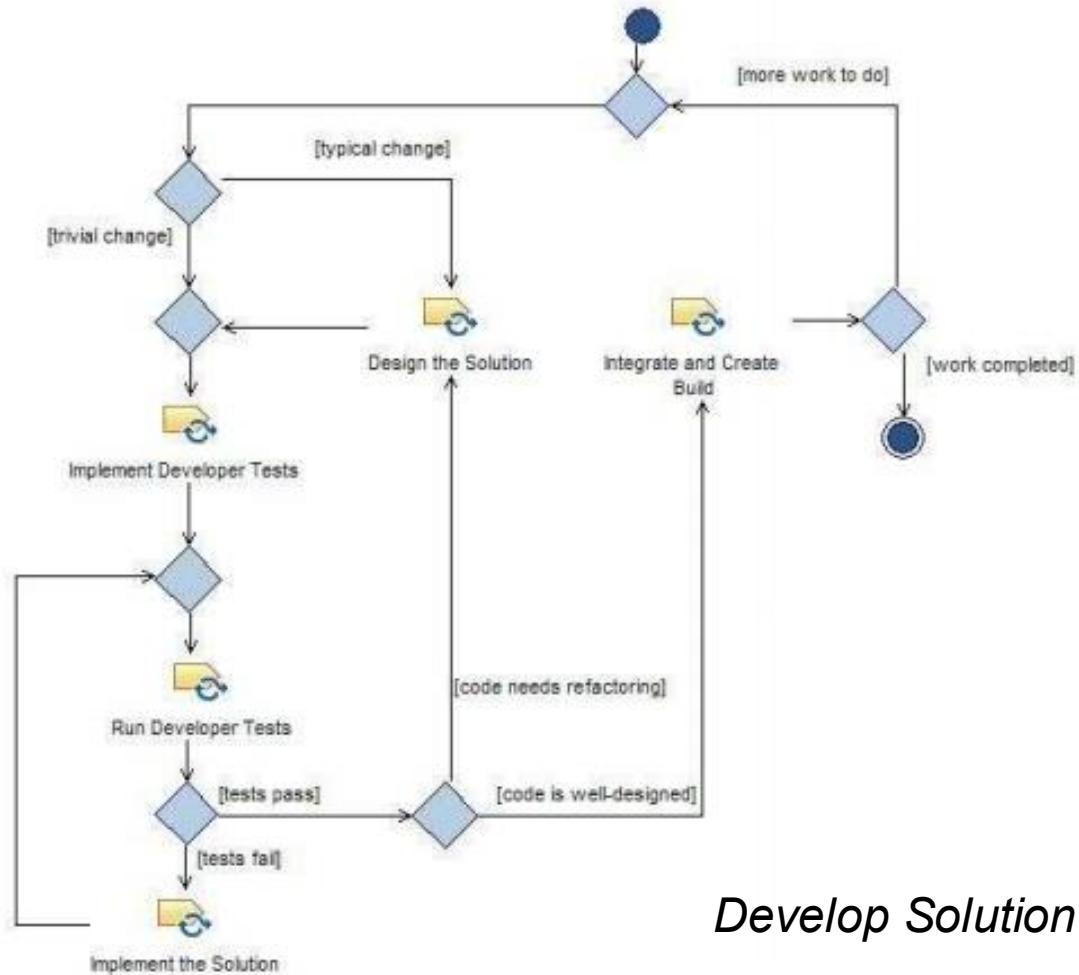 [more work to do]
[typical change]
[trivial change]
Design the Solution
Integrate and Create
Build
[work completed]
Implement Developer Tests
[code needs refactoring]
Run Developer Tests
[tests pass]
[code is well-designed]
[tests fail]
Develop Solution
Implement the Solution